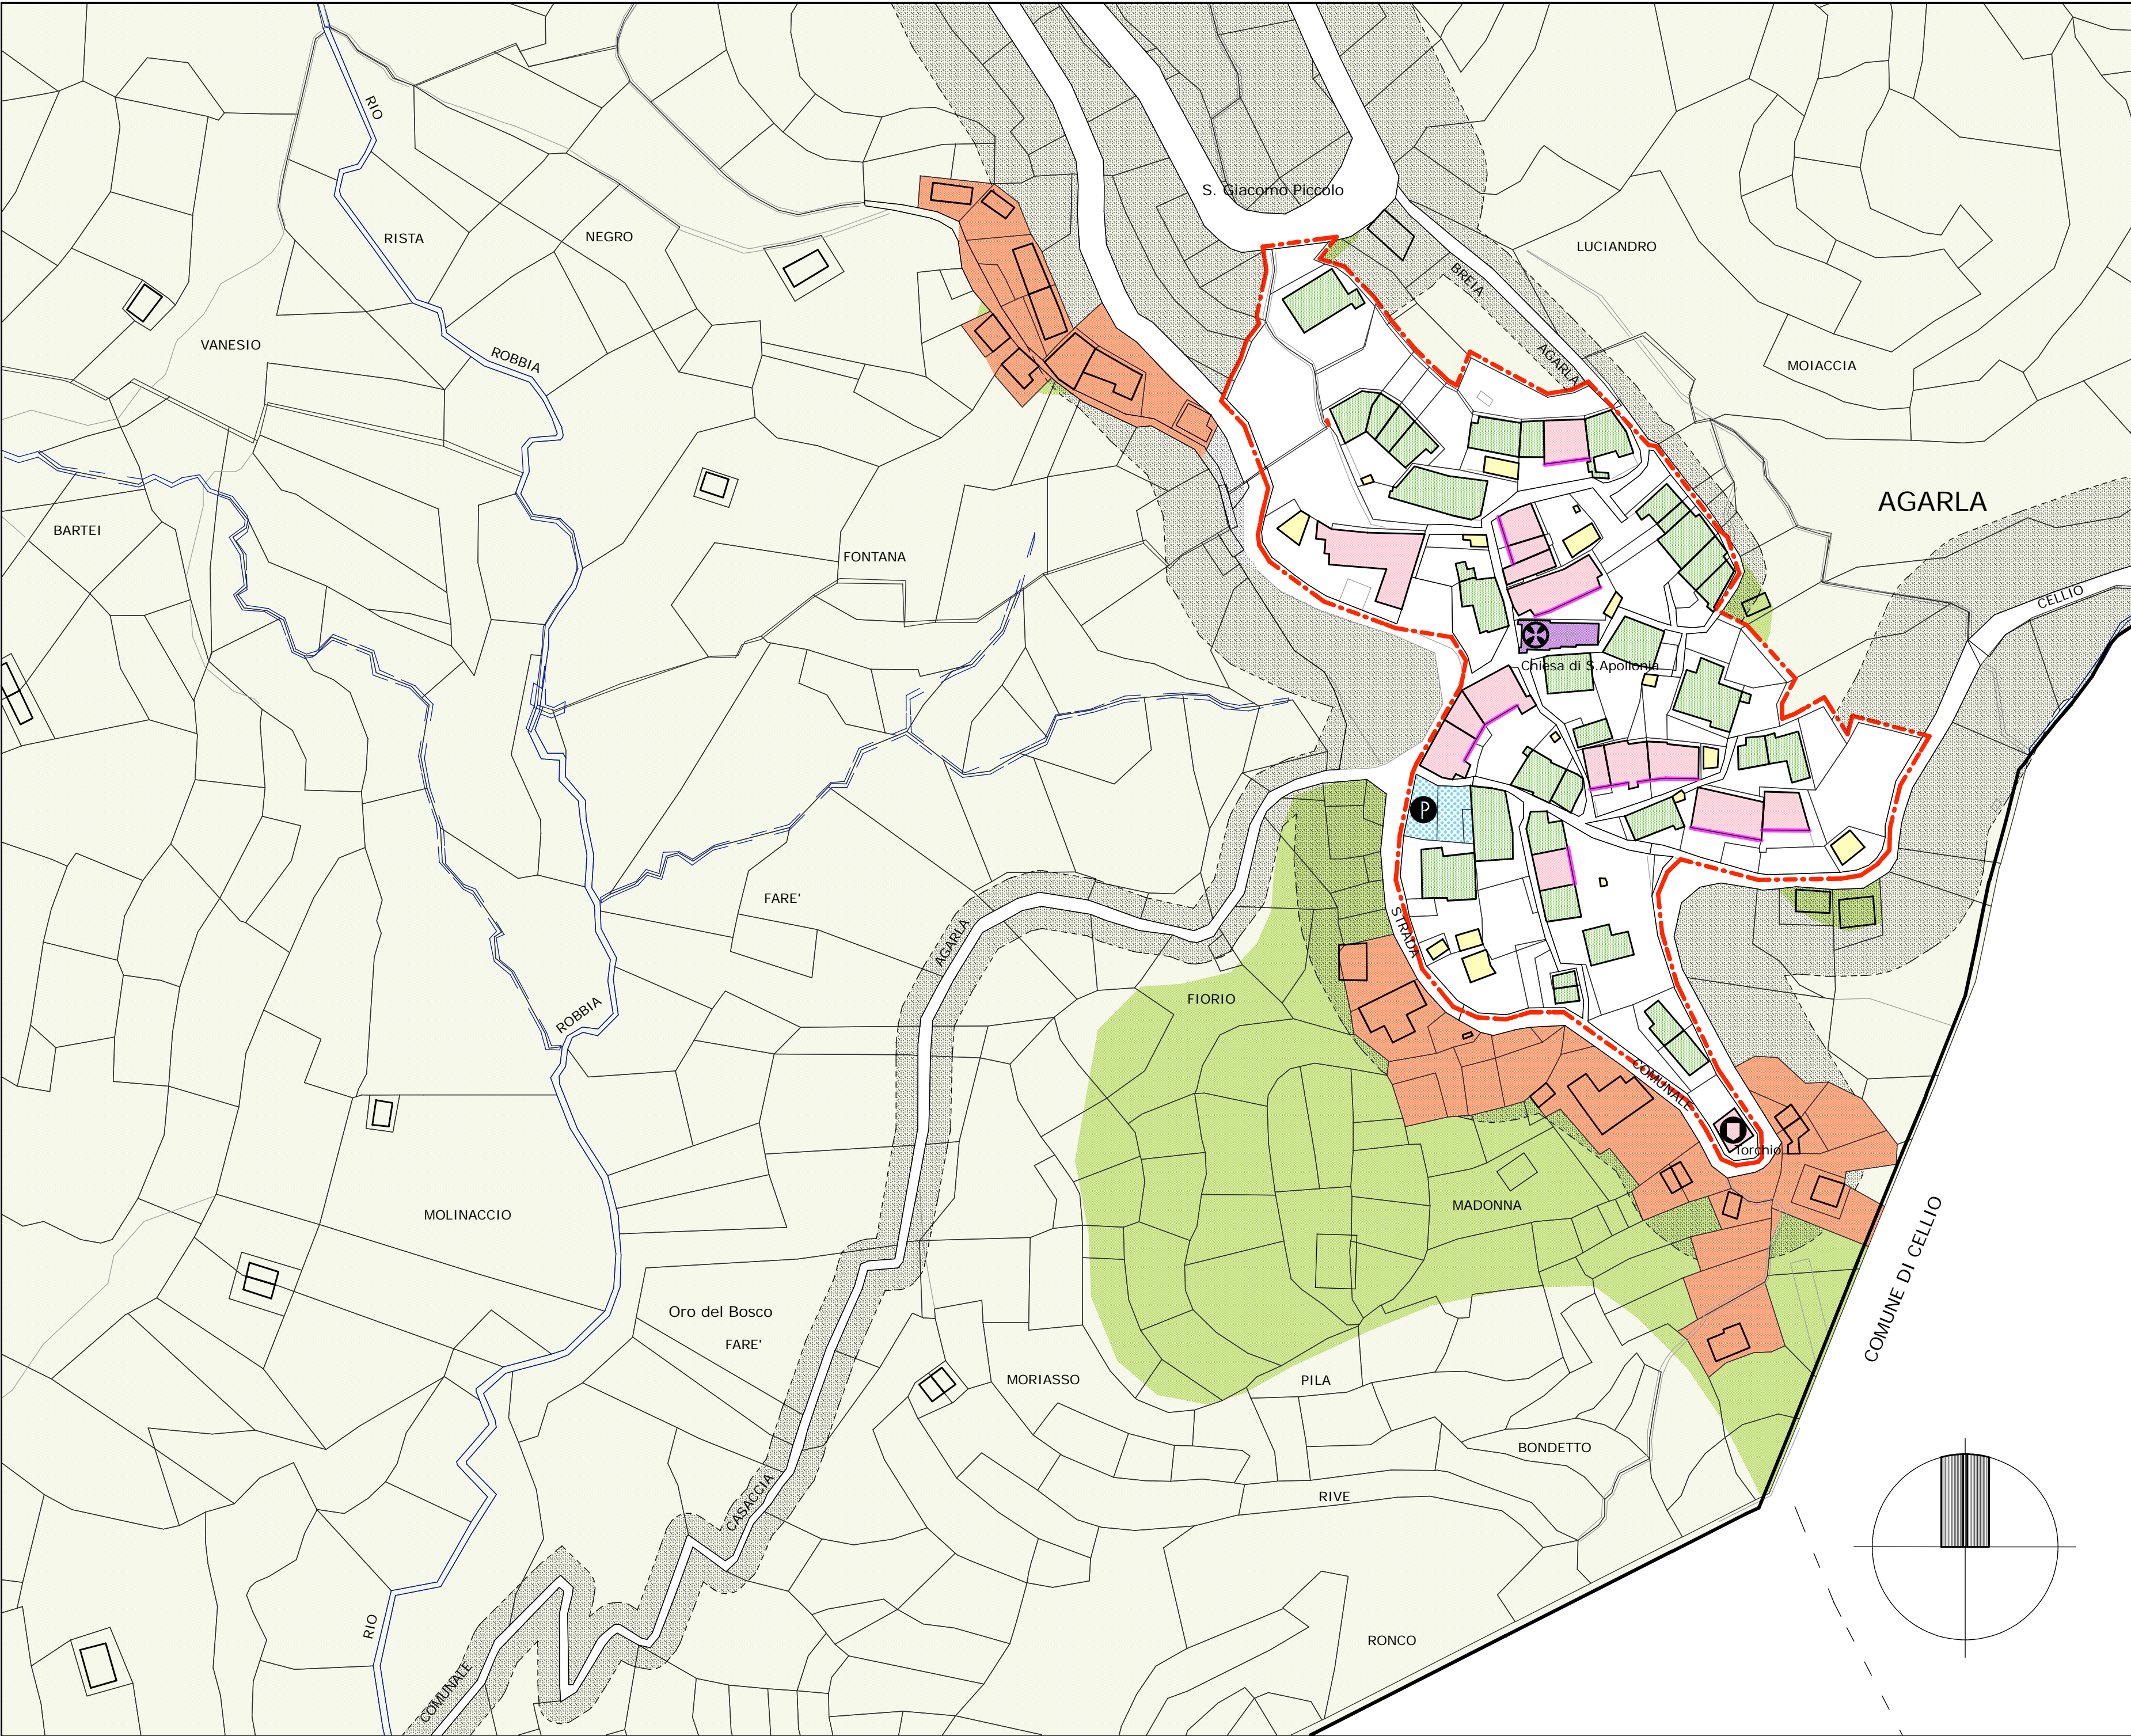 RIO
S. Giacomo Piccolo
RISTA
NEGRO
LUCIANDRO
BREIA
VANESIO
ROBBIA
AGARLA
MOIACCIA
AGARLA
BARTEI
FONTANA
CELLIO
Chiesa di S.Apollonia
P
FARE'
STRADA
AGARLA
FIORIO
ROBBIA
COMUNALE
Torchio
MADONNA
MOLINACCIO
COMUNE DI CELLIO
Oro del Bosco
FARE'
MORIASSO
PILA
BONDETTO
CASACCIA
RIVE
RIO
RONCO
COMUNALE